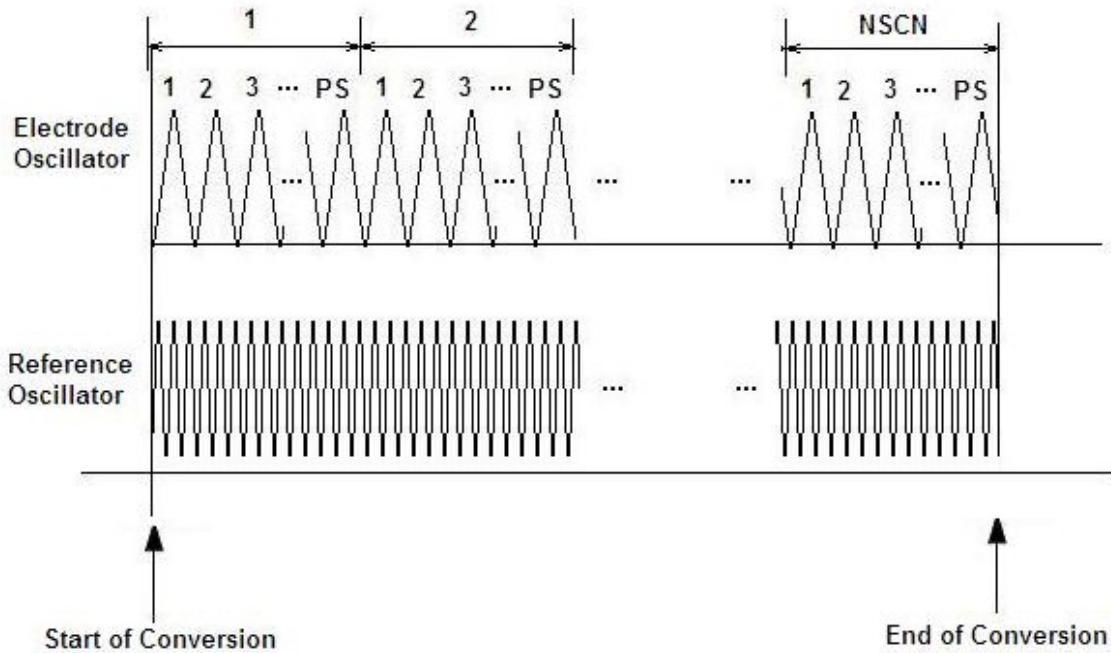 1 2 NSCN
1 2 3 ... PS 1 2 3 ... PS 1 2 3 ... PS
Electrode
Oscillator
... ... ... ... ...
Reference
Oscillator
... ...
Start of Conversion End of Conversion